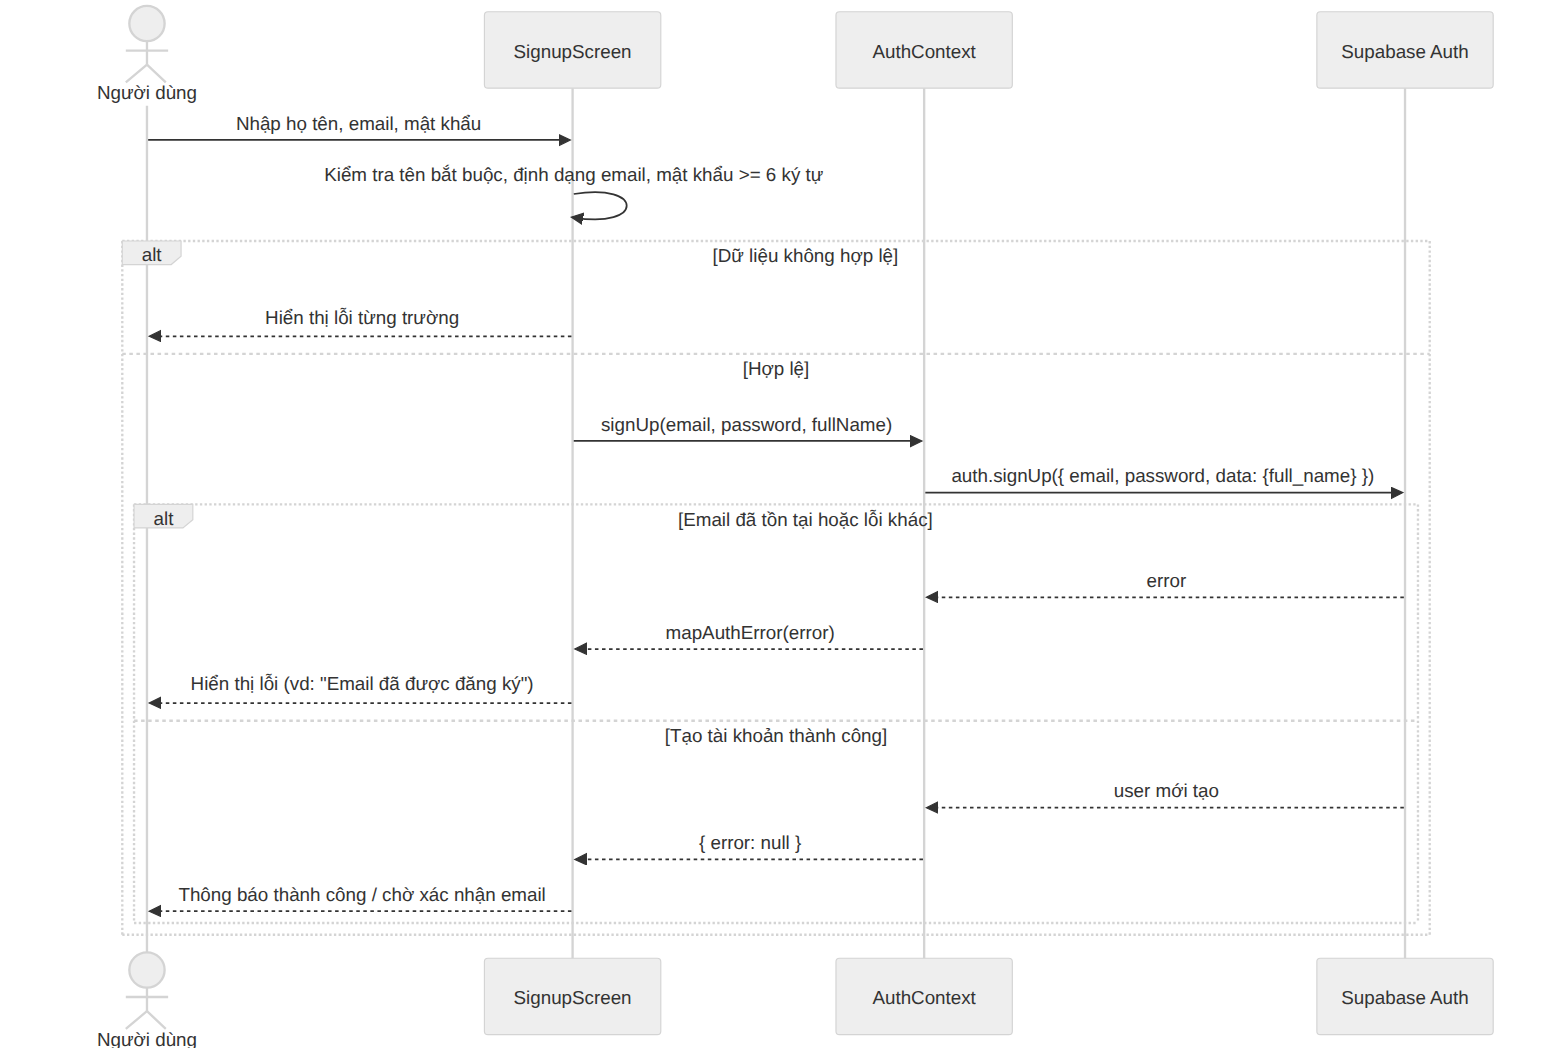 Người dùng
SignupScreen
AuthContext
Supabase Auth
Nhập họ tên, email, mật khẩu
Kiểm tra tên bắt buộc, định dạng email, mật khẩu >= 6 ký tự
alt
[Dữ liệu không hợp lệ]
Hiển thị lỗi từng trường
[Hợp lệ]
signUp(email, password, fullName)
auth.signUp({ email, password, data: {full_name} })
alt
[Email đã tồn tại hoặc lỗi khác]
error
mapAuthError(error)
Hiển thị lỗi (vd: "Email đã được đăng ký")
[Tạo tài khoản thành công]
user mới tạo
{ error: null }
Thông báo thành công / chờ xác nhận email
Người dùng
SignupScreen
AuthContext
Supabase Auth